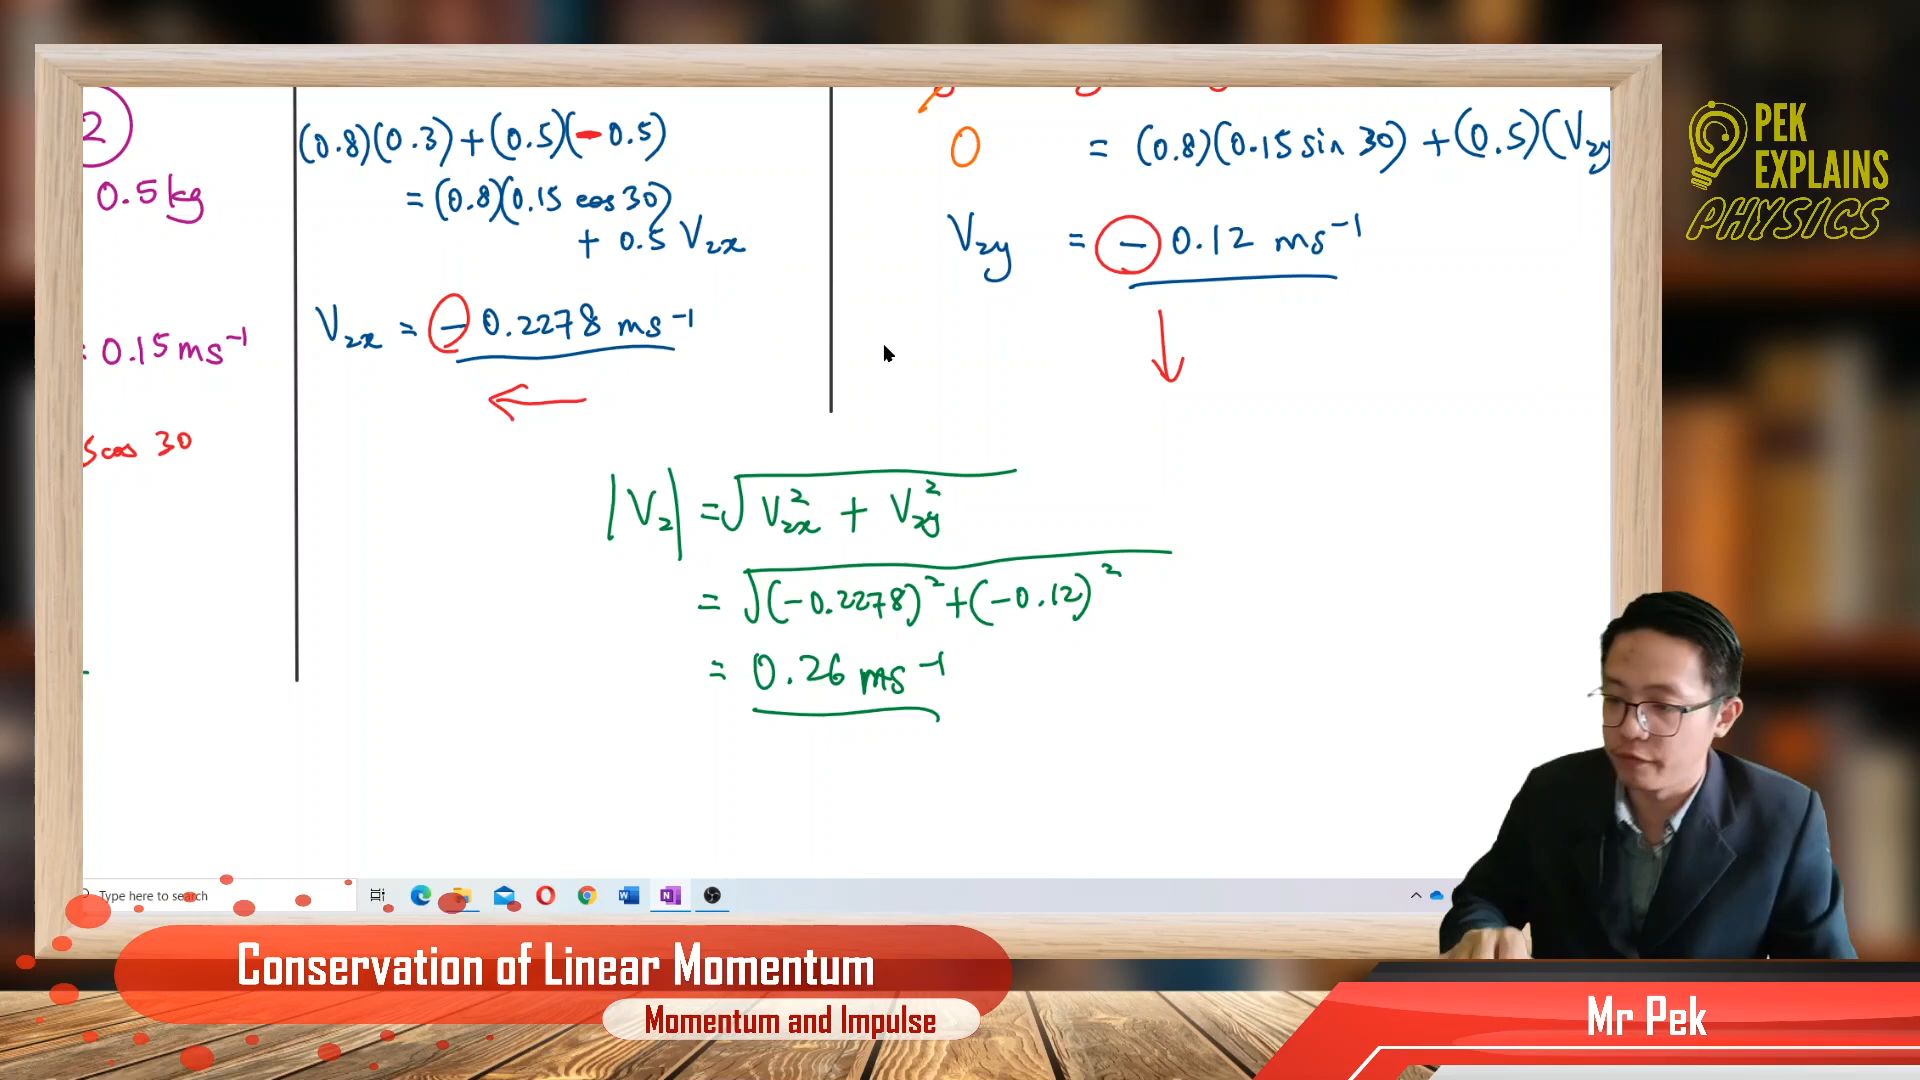 2
0.5 kg
= 0.15 ms⁻¹
cos 30
(0.8)(0.3) + (0.5)(-0.5)
= (0.8)(0.15 cos 30)
+ 0.5 V₂ₓ
V₂ₓ = - 0.2278 ms⁻¹
0 = (0.8)(0.15 sin 30) + (0.5)(V₂y
V₂y = - 0.12 ms⁻¹
|V₂| = √V₂ₓ² + V₂y²
= √(-0.2278)² + (-0.12)²
= 0.26 ms⁻¹
PEK
EXPLAINS
PHYSICS
Type here to search
Conservation of Linear Momentum
Momentum and Impulse
Mr Pek